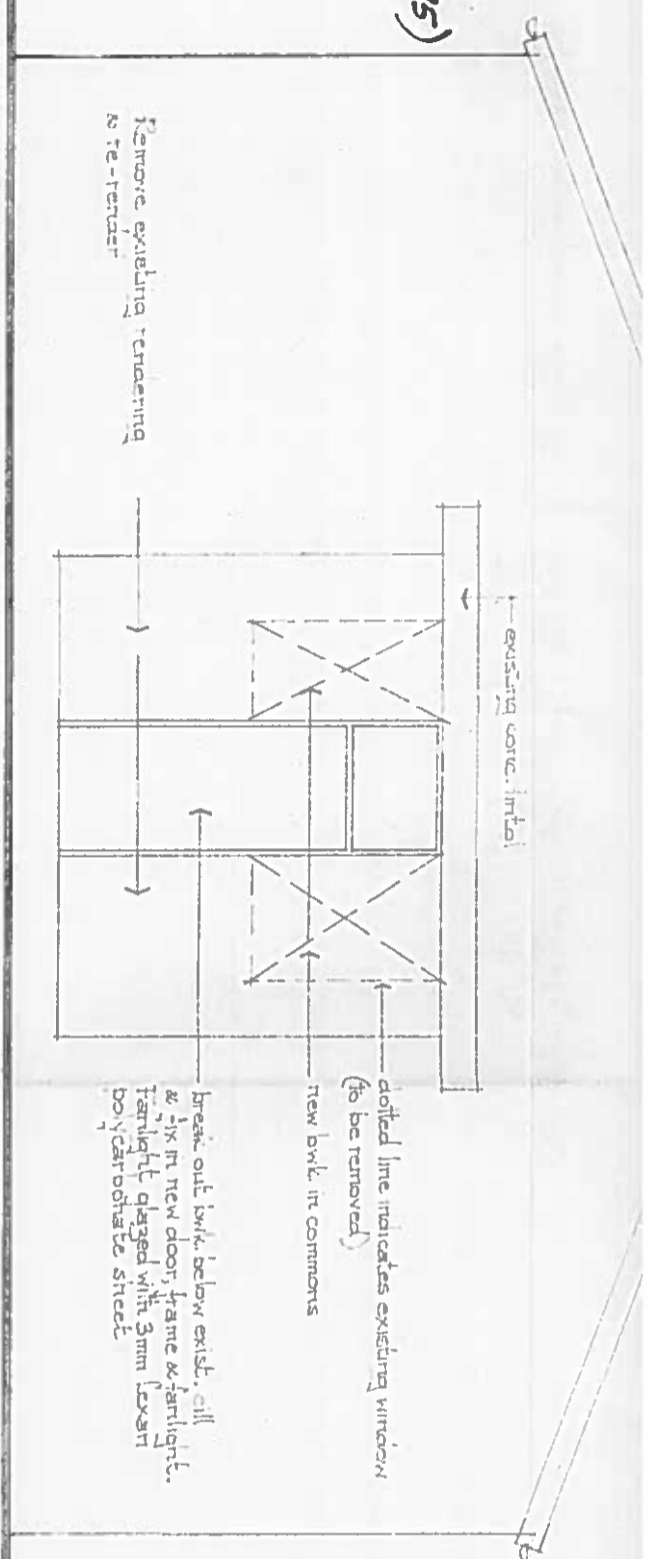 5)
existing conc. lintol
Remove existing rendering
& re-render
dotted line indicates existing window
(to be removed)
new bwk. in commons
break out bwk. below exist. cill
& fix in new door, frame & fanlight.
fanlight glazed with 3mm lexan
polycarbonate sheet